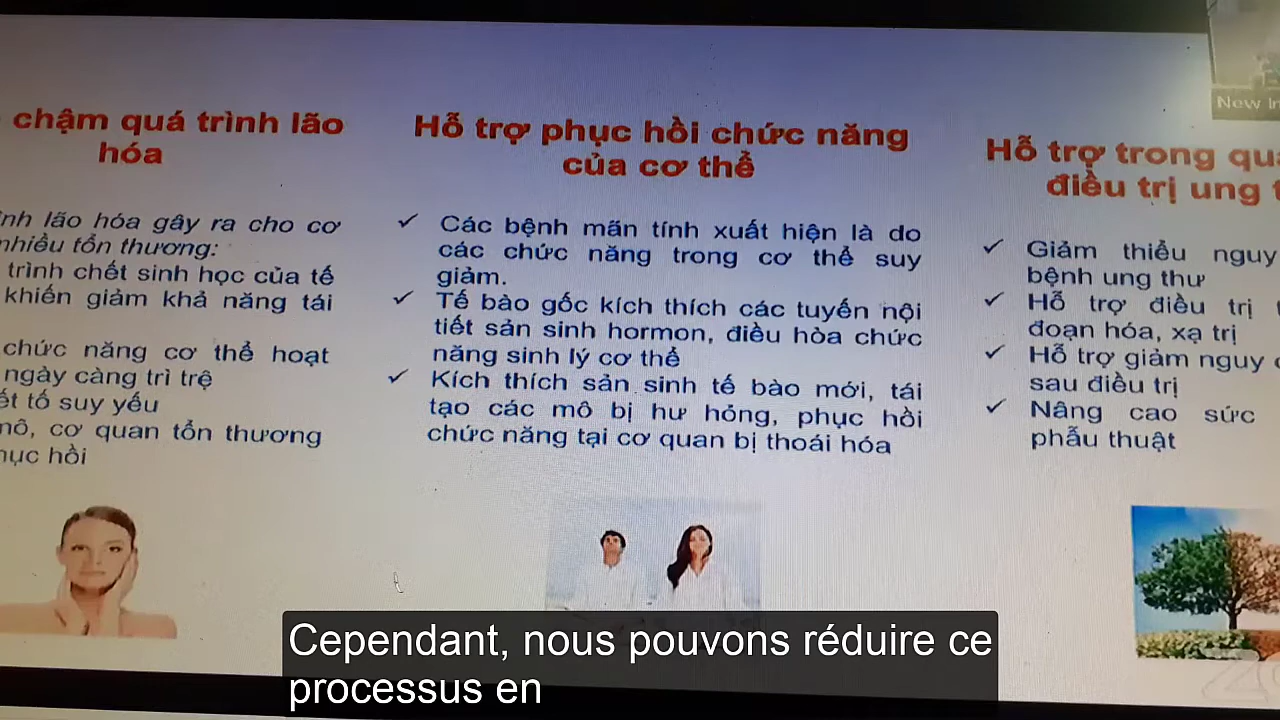 chậm quá trình lão
hóa
lão hóa gây ra cho cơ
nhiều tổn thương:
trình chết sinh học của tế
khiến giảm khả năng tái
chức năng cơ thể hoạt
ngày càng trì trệ
tố suy yếu
cơ quan tổn thương
hồi
Hỗ trợ phục hồi chức năng
của cơ thể
✓ Các bệnh mãn tính xuất hiện là do
các chức năng trong cơ thể suy
giảm.
✓ Tế bào gốc kích thích các tuyến nội
tiết sản sinh hormon, điều hòa chức
năng sinh lý cơ thể
✓ Kích thích sản sinh tế bào mới, tái
tạo các mô bị hư hỏng, phục hồi
chức năng tại cơ quan bị thoái hóa
Hỗ trợ trong
điều trị ung
✓ Giảm thiểu nguy
bệnh ung thư
✓ Hỗ trợ điều trị
đoạn hóa, xạ trị
✓ Hỗ trợ giảm nguy
sau điều trị
✓ Nâng cao sức
phẫu thuật
New
Cependant, nous pouvons réduire ce
processus en